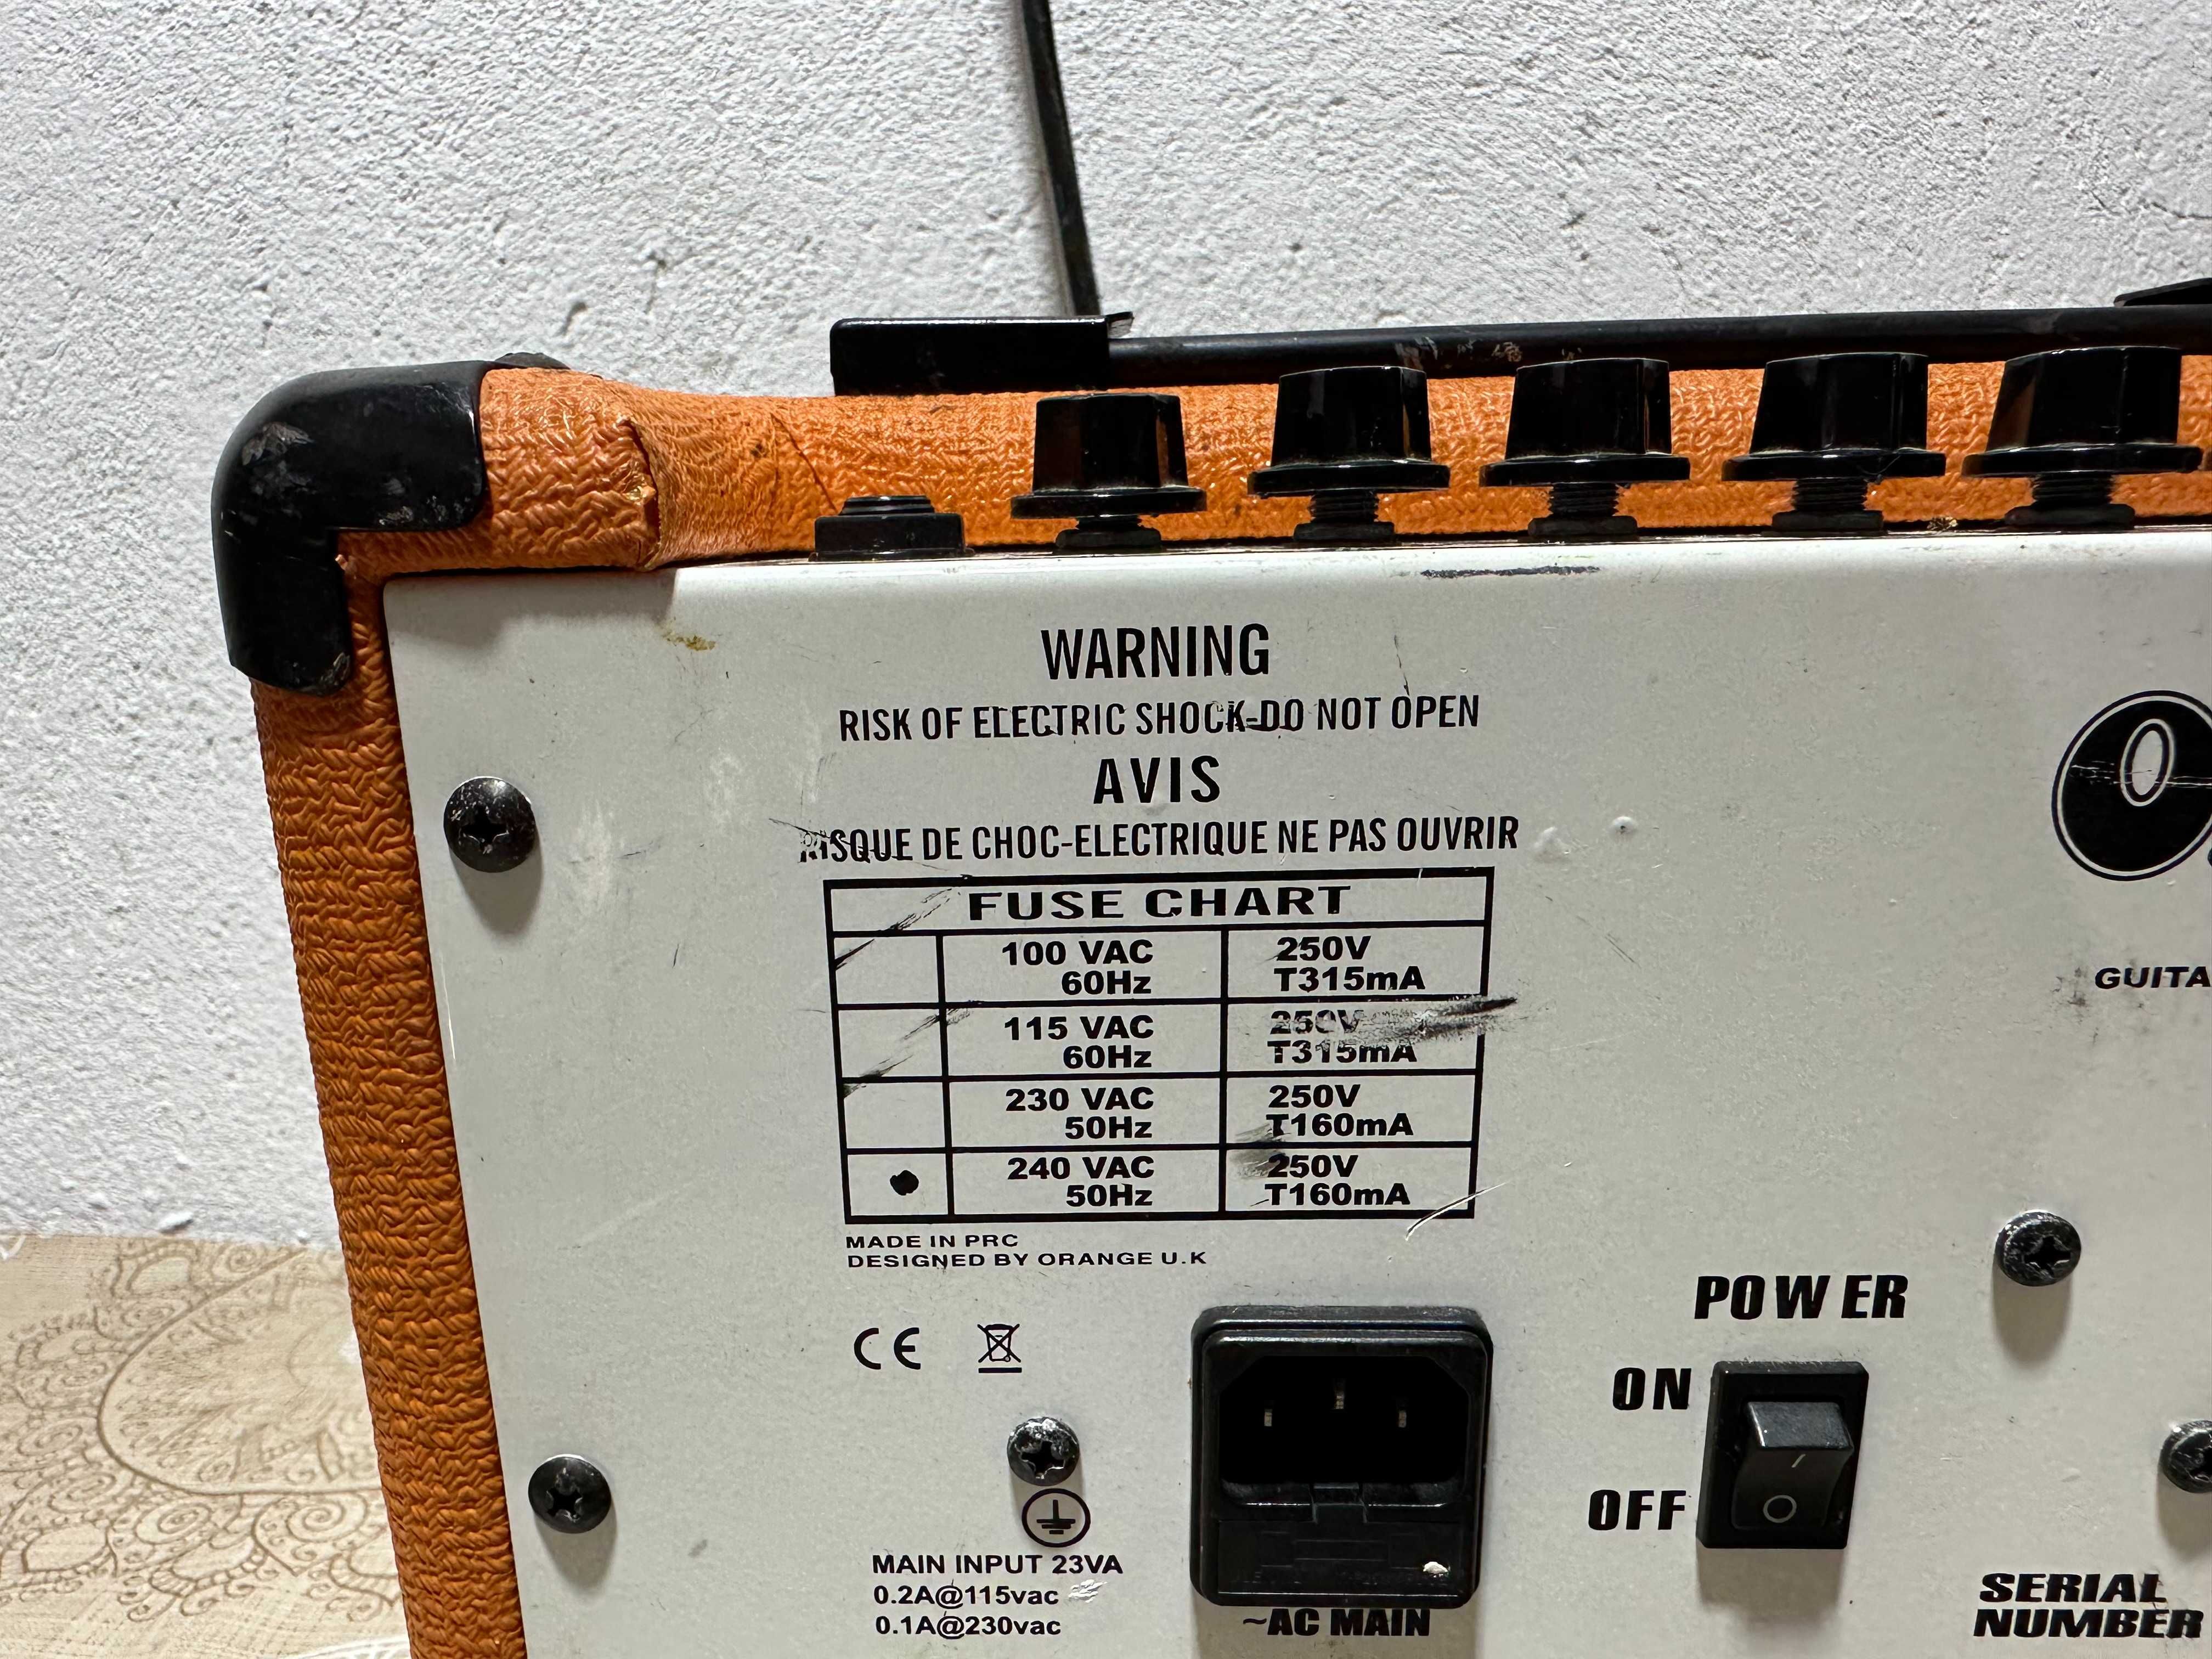 WARNING
RISK OF ELECTRIC SHOCK-DO NOT OPEN
AVIS
DE CHOC-ELECTRIQUE NE PAS OUVRIR
FUSE CHART
100 VAC 250V
60Hz T315mA
115 VAC 250V
60Hz T315mA
230 VAC 250V
50Hz T160mA
240 VAC 250V
50Hz T160mA
MADE IN PRC
DESIGNED BY ORANGE U.K
CE
POWER
ON
OFF
MAIN INPUT 23VA
0.2A@115vac
0.1A@230vac
~AC MAIN
SERIAL
NUMBER